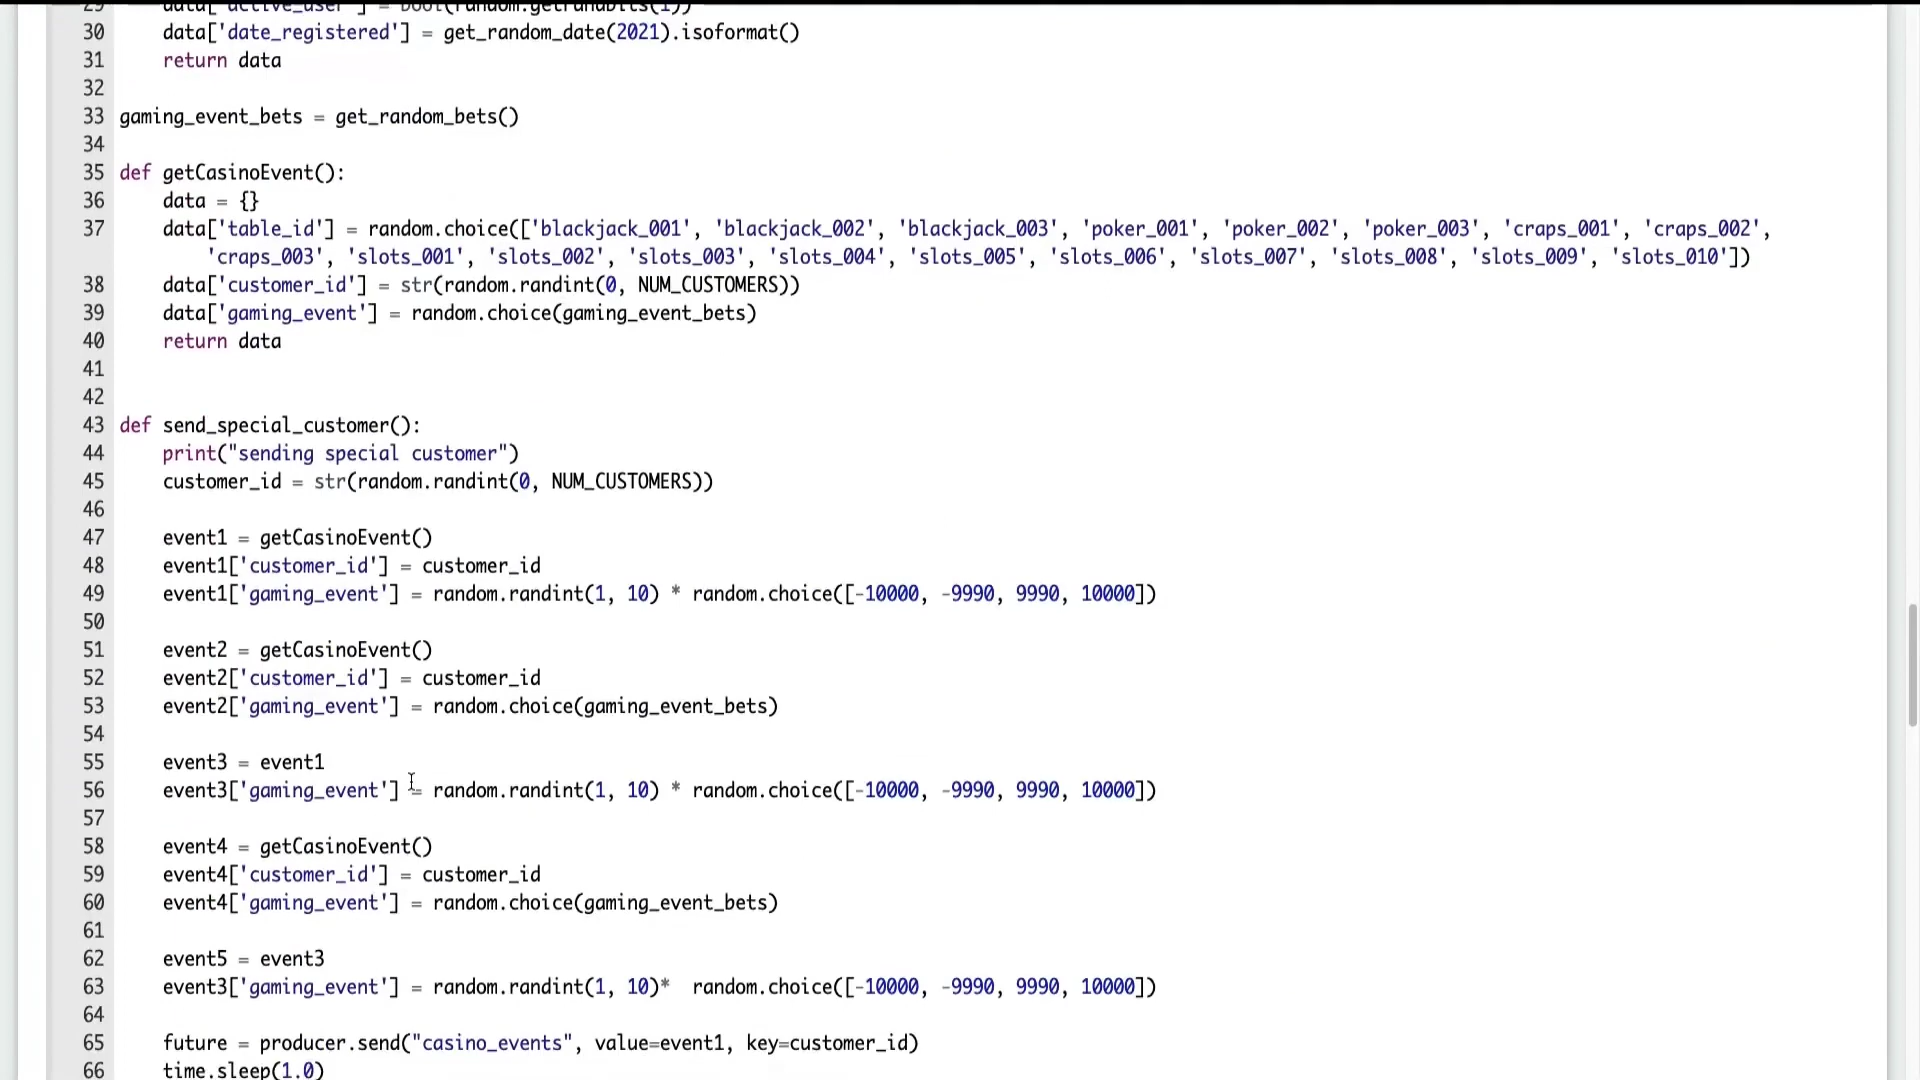 29 data['active_user'] = bool(random.getrandbits(1))
30 data['date_registered'] = get_random_date(2021).isoformat()
31 return data
32
33 gaming_event_bets = get_random_bets()
34
35 def getCasinoEvent():
36 data = {}
37 data['table_id'] = random.choice(['blackjack_001', 'blackjack_002', 'blackjack_003', 'poker_001', 'poker_002', 'poker_003', 'craps_001', 'craps_002',
'craps_003', 'slots_001', 'slots_002', 'slots_003', 'slots_004', 'slots_005', 'slots_006', 'slots_007', 'slots_008', 'slots_009', 'slots_010'])
38 data['customer_id'] = str(random.randint(0, NUM_CUSTOMERS))
39 data['gaming_event'] = random.choice(gaming_event_bets)
40 return data
41
42
43 def send_special_customer():
44 print("sending special customer")
45 customer_id = str(random.randint(0, NUM_CUSTOMERS))
46
47 event1 = getCasinoEvent()
48 event1['customer_id'] = customer_id
49 event1['gaming_event'] = random.randint(1, 10) * random.choice([-10000, -9990, 9990, 10000])
50
51 event2 = getCasinoEvent()
52 event2['customer_id'] = customer_id
53 event2['gaming_event'] = random.choice(gaming_event_bets)
54
55 event3 = event1
56 event3['gaming_event'] = random.randint(1, 10) * random.choice([-10000, -9990, 9990, 10000])
57
58 event4 = getCasinoEvent()
59 event4['customer_id'] = customer_id
60 event4['gaming_event'] = random.choice(gaming_event_bets)
61
62 event5 = event3
63 event3['gaming_event'] = random.randint(1, 10)*  random.choice([-10000, -9990, 9990, 10000])
64
65 future = producer.send("casino_events", value=event1, key=customer_id)
66 time.sleep(1.0)